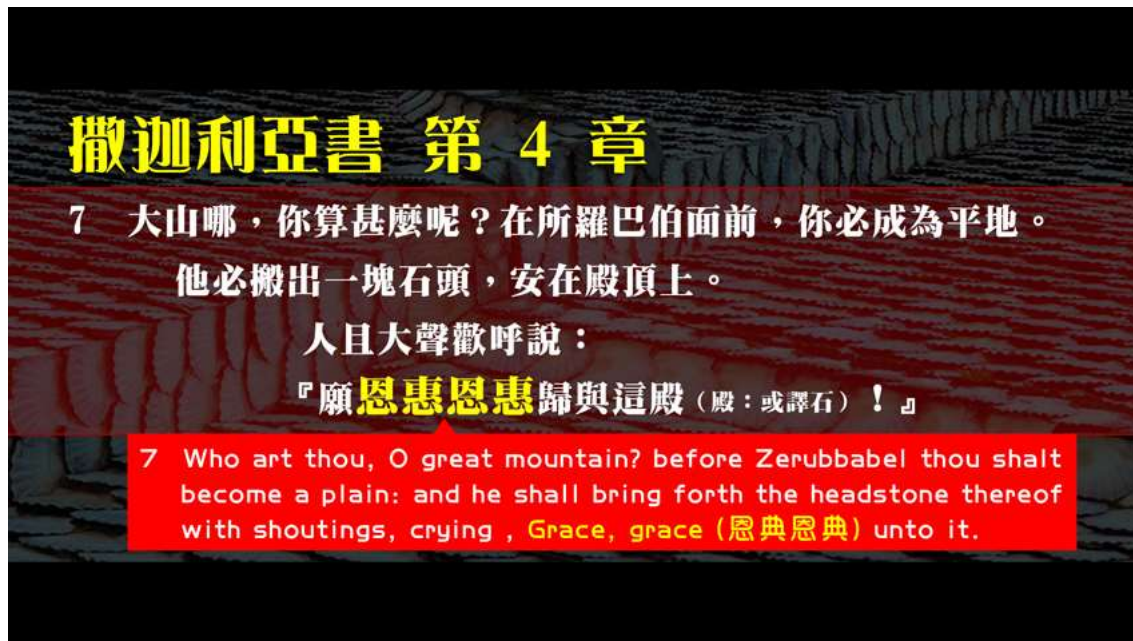 撒迦利亞書 第 4 章
7 大山哪，你算甚麼呢？在所羅巴伯面前，你必成為平地。
他必搬出一塊石頭，安在殿頂上。
人且大聲歡呼說：
『願恩惠恩惠歸與這殿（殿：或譯石）！』
7 Who art thou, O great mountain? before Zerubbabel thou shalt
become a plain: and he shall bring forth the headstone thereof
with shoutings, crying , Grace, grace (恩典恩典) unto it.